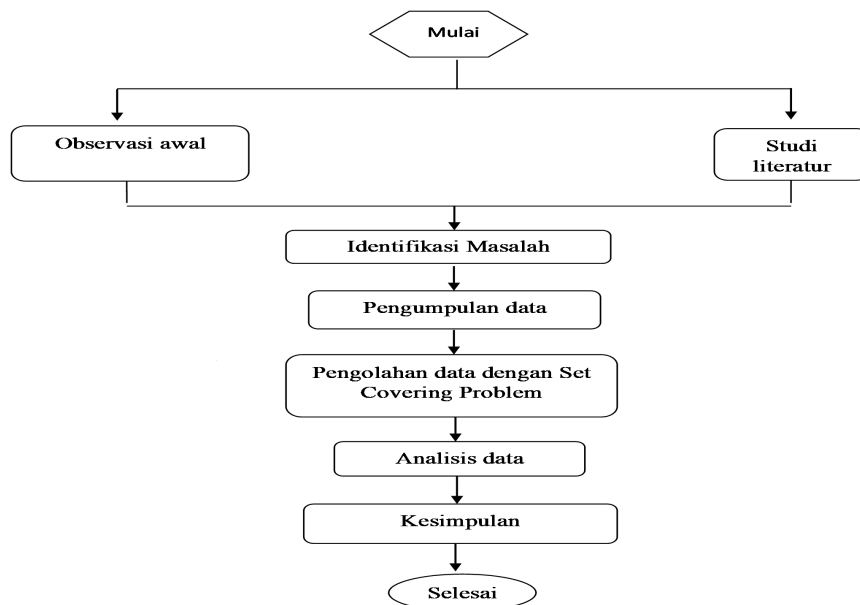 Mulai
Observasi awal
Studi
literatur
Identifikasi Masalah
Pengumpulan data
Pengolahan data dengan Set
Covering Problem
Analisis data
Kesimpulan
Selesai